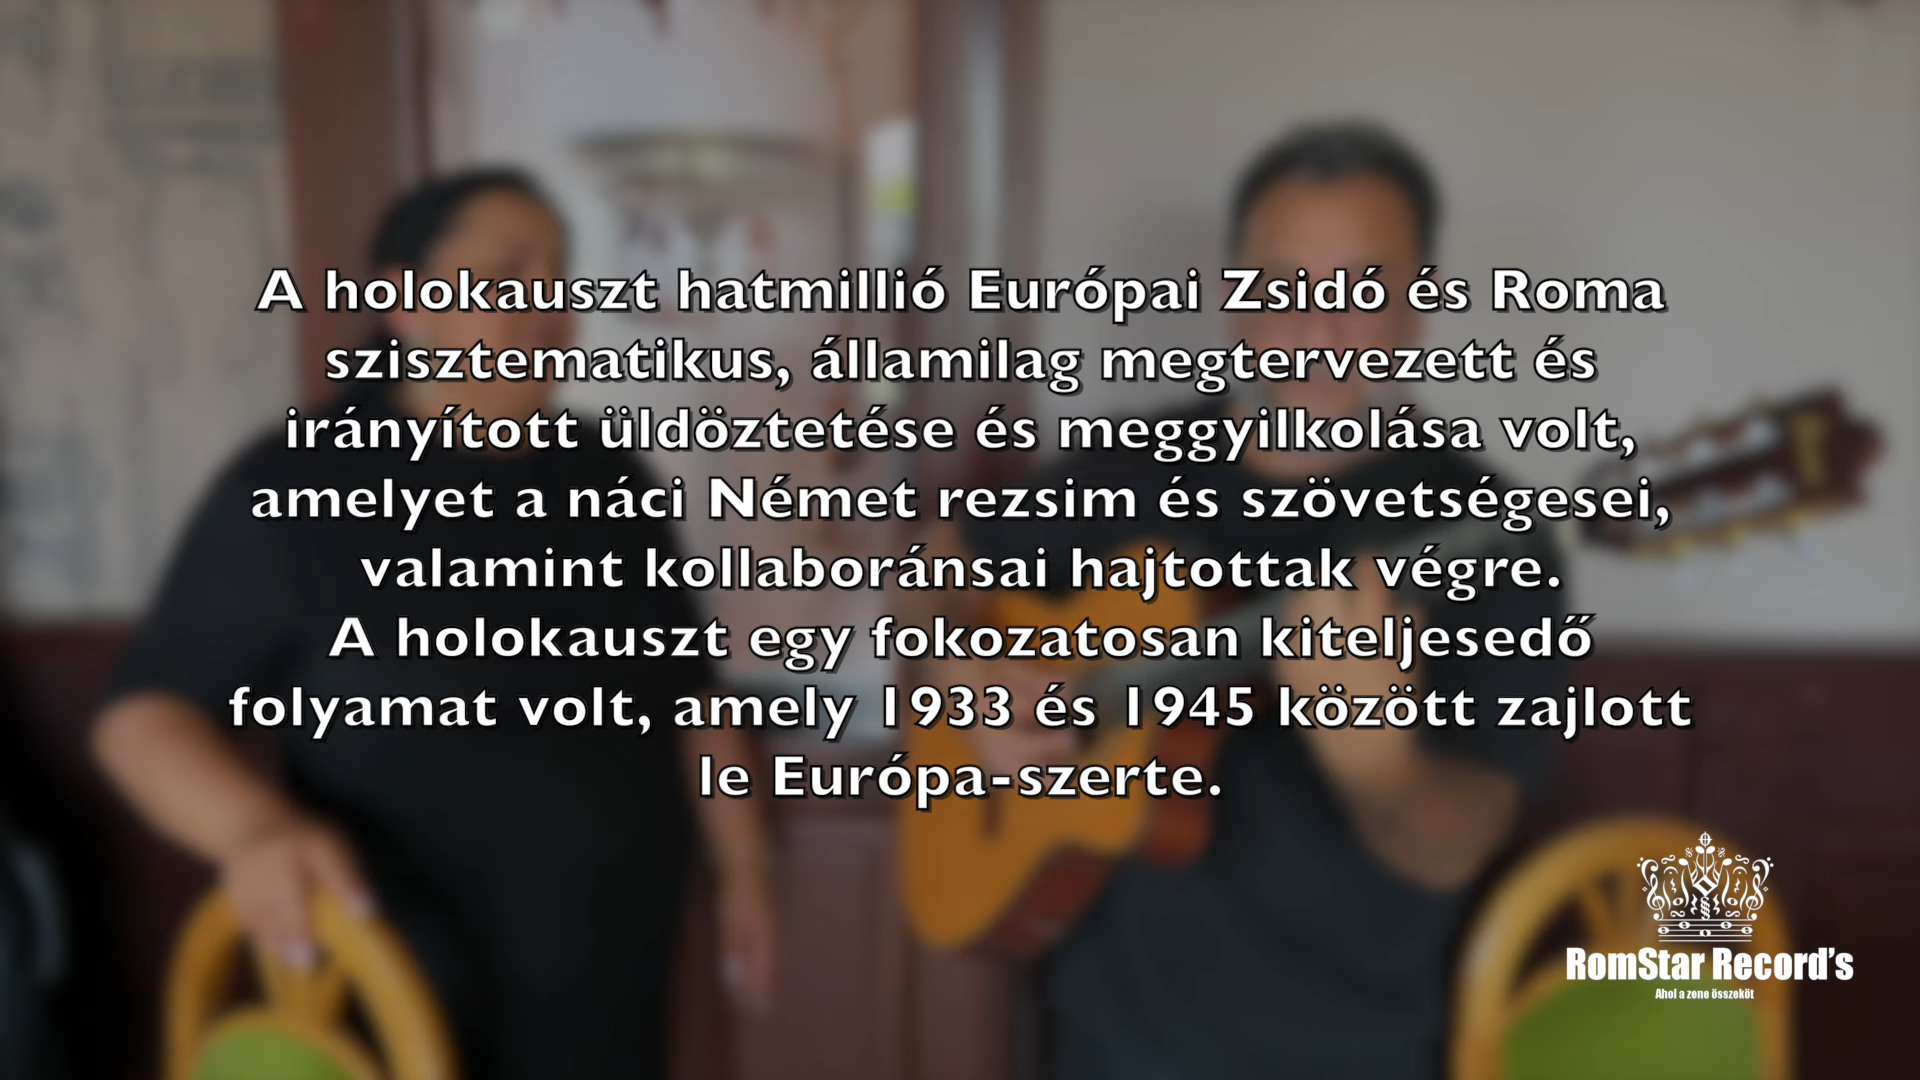 A holokauszt hatmillió Európai Zsidó és Roma
szisztematikus, államilag megtervezett és
irányított üldöztetése és meggyilkolása volt,
amelyet a náci Német rezsim és szövetségesei,
valamint kollaboránsai hajtottak végre.
A holokauszt egy fokozatosan kiteljesedő
folyamat volt, amely 1933 és 1945 között zajlott
le Európa-szerte.
RomStar Record's
Ahol a zene összeköt